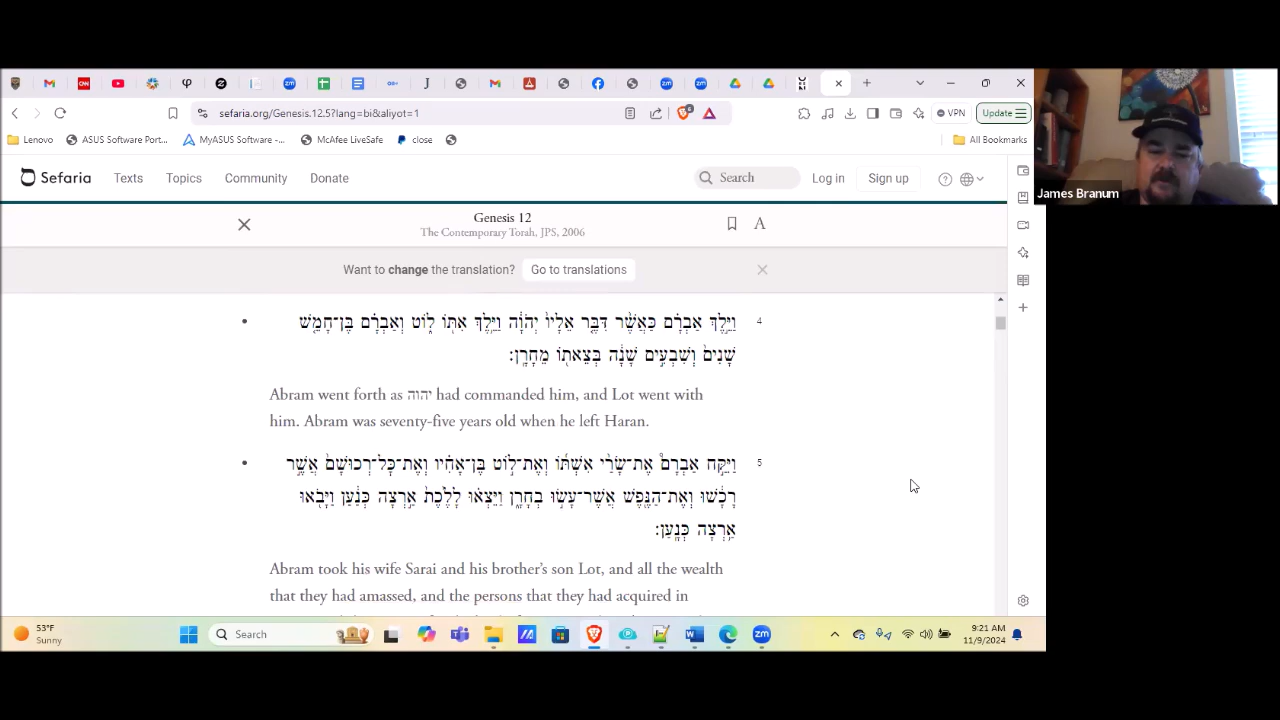 sefaria.org/Genesis.12.5?lang=bi&aliyot=1
VPN
Update
Lenovo
ASUS Software Port...
MyASUS Software -...
McAfee LiveSafe
close
All Bookmarks
Sefaria
Texts
Topics
Community
Donate
Search
Log in
Sign up
James Branum
Genesis 12
The Contemporary Torah, JPS, 2006
A
Want to change the translation?
Go to translations
4
וַיֵּ֣לֶךְ אַבְרָ֗ם כַּאֲשֶׁ֨ר דִּבֶּ֤ר אֵלָיו֙ יְהֹוָ֔ה וַיֵּ֥לֶךְ אִתּ֖וֹ ל֑וֹט וְאַבְרָ֗ם בֶּן־חָמֵ֤שׁ
שָׁנִים֙ וְשִׁבְעִ֣ים שָׁנָ֔ה בְּצֵאת֖וֹ מֵחָרָֽן׃
Abram went forth as יהוה had commanded him, and Lot went with
him. Abram was seventy-five years old when he left Haran.
5
וַיִּקַּ֣ח אַבְרָם֩ אֶת־שָׂרַ֨י אִשְׁתּ֜וֹ וְאֶת־ל֣וֹט בֶּן־אָחִ֗יו וְאֶת־כׇּל־רְכוּשָׁם֙ אֲשֶׁ֣ר
רָכָ֔שׁוּ וְאֶת־הַנֶּ֖פֶשׁ אֲשֶׁר־עָשׂ֣וּ בְחָרָ֑ן וַיֵּצְא֗וּ לָלֶ֙כֶת֙ אַ֣רְצָה כְּנַ֔עַן וַיָּבֹ֖אוּ
אַ֥רְצָה כְּנָֽעַן׃
Abram took his wife Sarai and his brother's son Lot, and all the wealth
that they had amassed, and the persons that they had acquired in
53°F
Sunny
Search
9:21 AM
11/9/2024